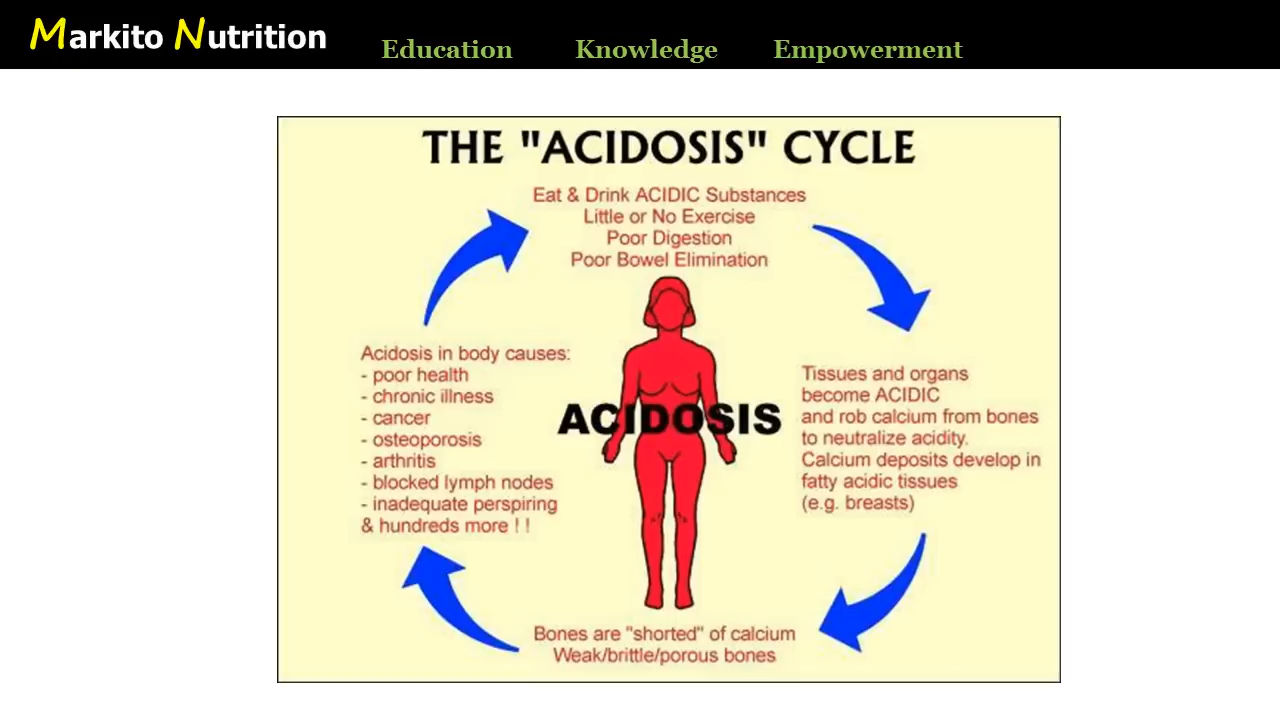 Markito Nutrition
Education Knowledge Empowerment
THE "ACIDOSIS" CYCLE
Eat & Drink ACIDIC Substances
Little or No Exercise
Poor Digestion
Poor Bowel Elimination
Tissues and organs
become ACIDIC
and rob calcium from bones
to neutralize acidity.
Calcium deposits develop in
fatty acidic tissues
(e.g. breasts)
Bones are "shorted" of calcium
Weak/brittle/porous bones
Acidosis in body causes:
- poor health
- chronic illness
- cancer
- osteoporosis
- arthritis
- blocked lymph nodes
- inadequate perspiring
& hundreds more ! !
ACIDOSIS